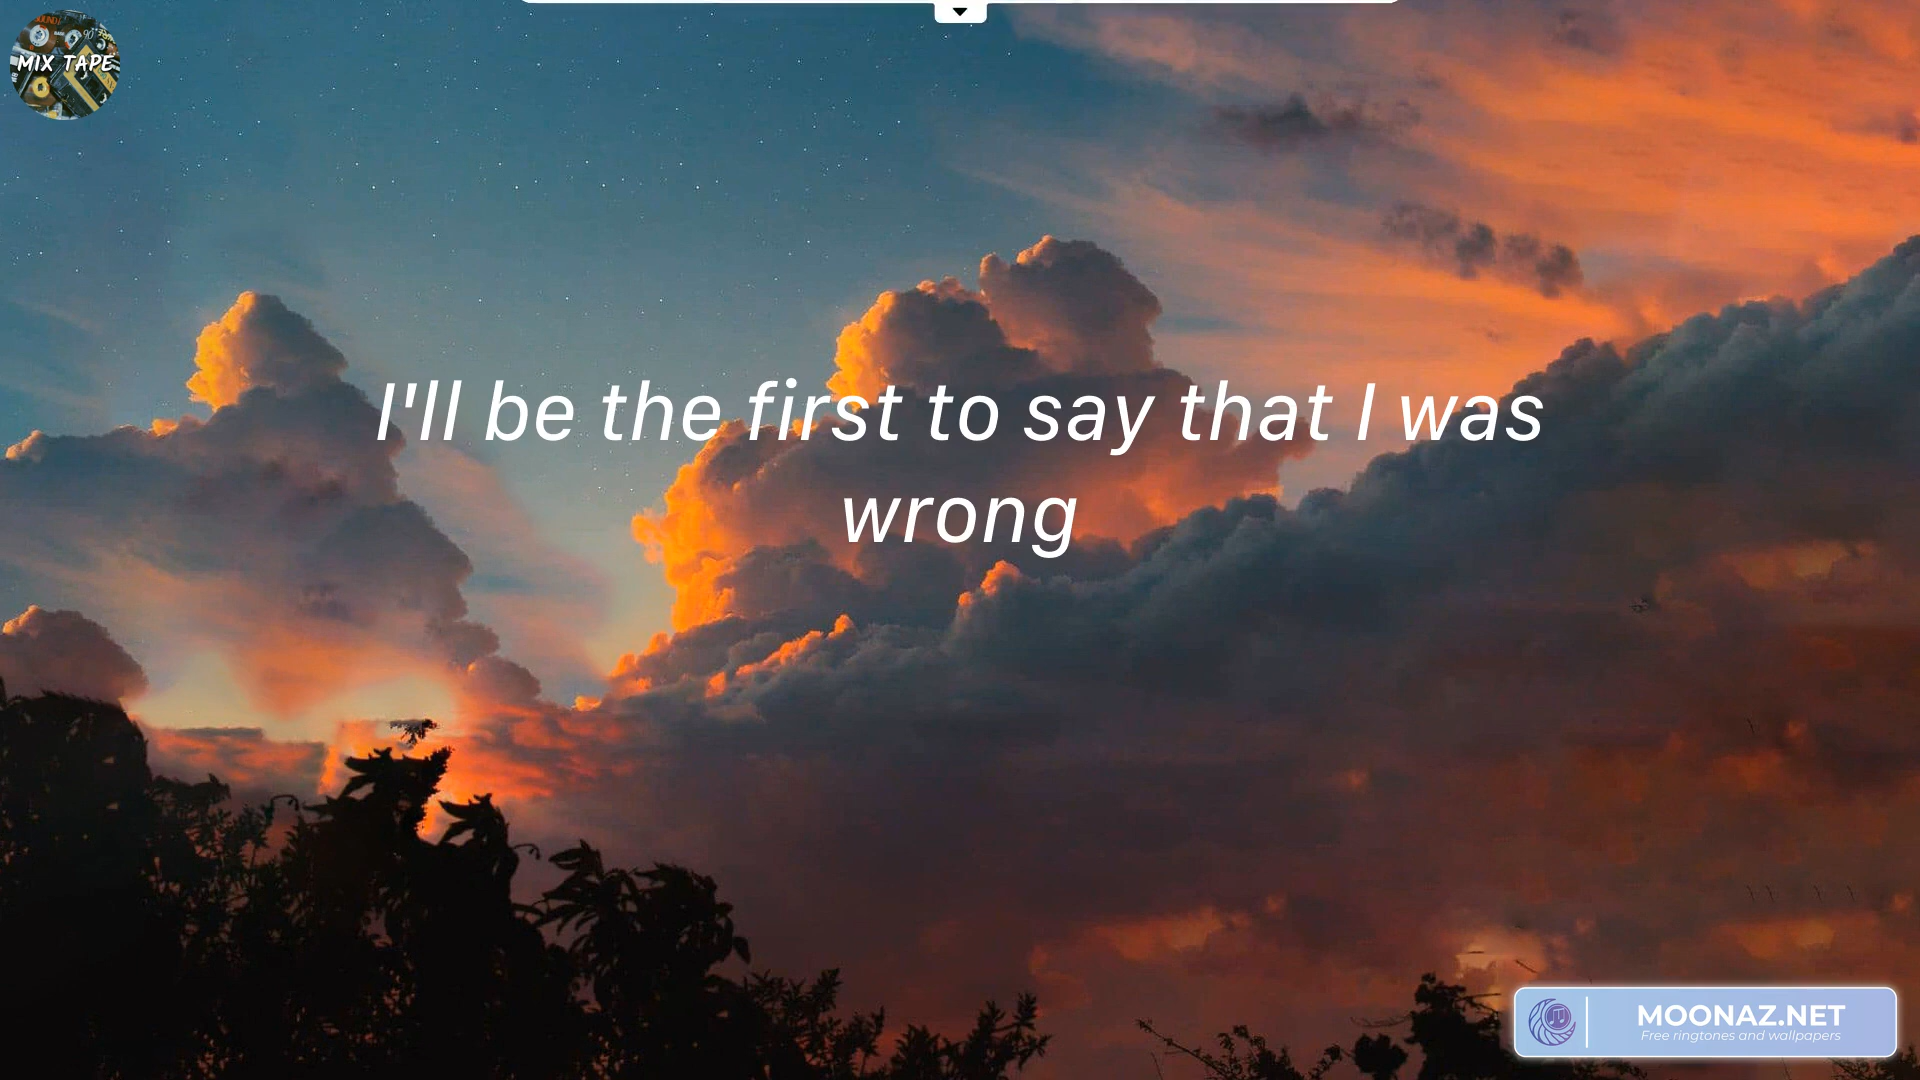 MIX TAPE
I'll be the first to say that I was
wrong
MOONAZ.NET
Free ringtones and wallpapers